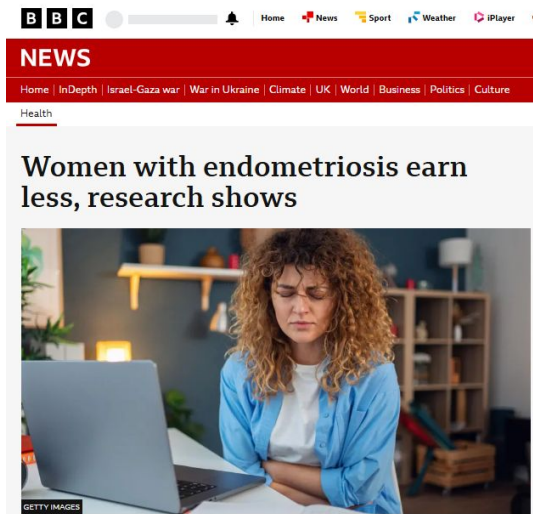 BBC Home News Sport Weather iPlayer
NEWS
Home | InDepth | Israel-Gaza war | War in Ukraine | Climate | UK | World | Business | Politics | Culture
Health
Women with endometriosis earn
less, research shows
GETTY IMAGES